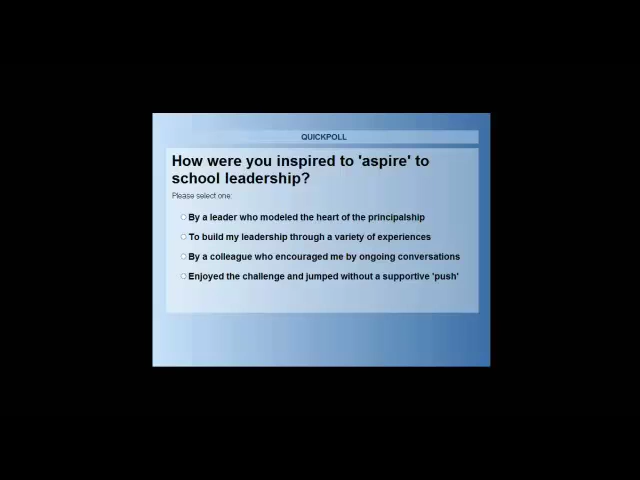 QUICKPOLL
How were you inspired to 'aspire' to
school leadership?
Please select one:
By a leader who modeled the heart of the principalship
To build my leadership through a variety of experiences
By a colleague who encouraged me by ongoing conversations
Enjoyed the challenge and jumped without a supportive 'push'